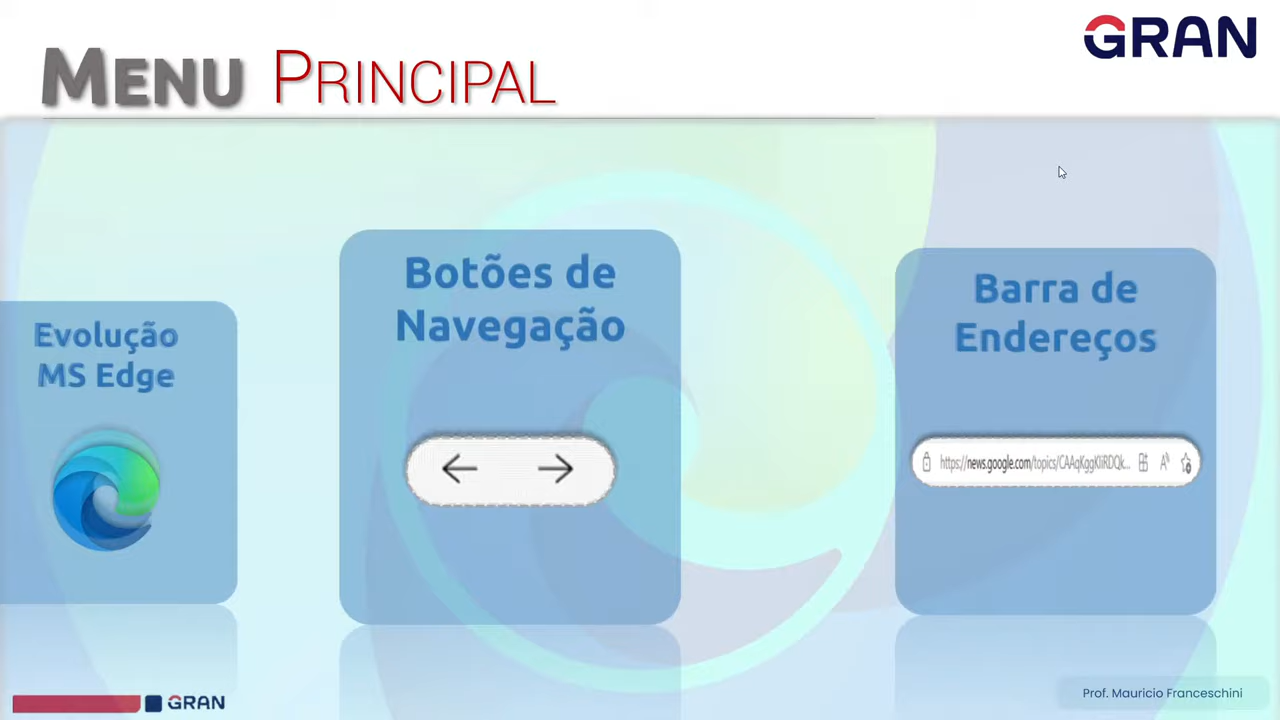 GRAN
MENU PRINCIPAL
Evolução
MS Edge
Botões de
Navegação
Barra de
Endereços
https://news.google.com/topics/CAAqKggKIiRDQk...
GRAN
Prof. Mauricio Franceschini